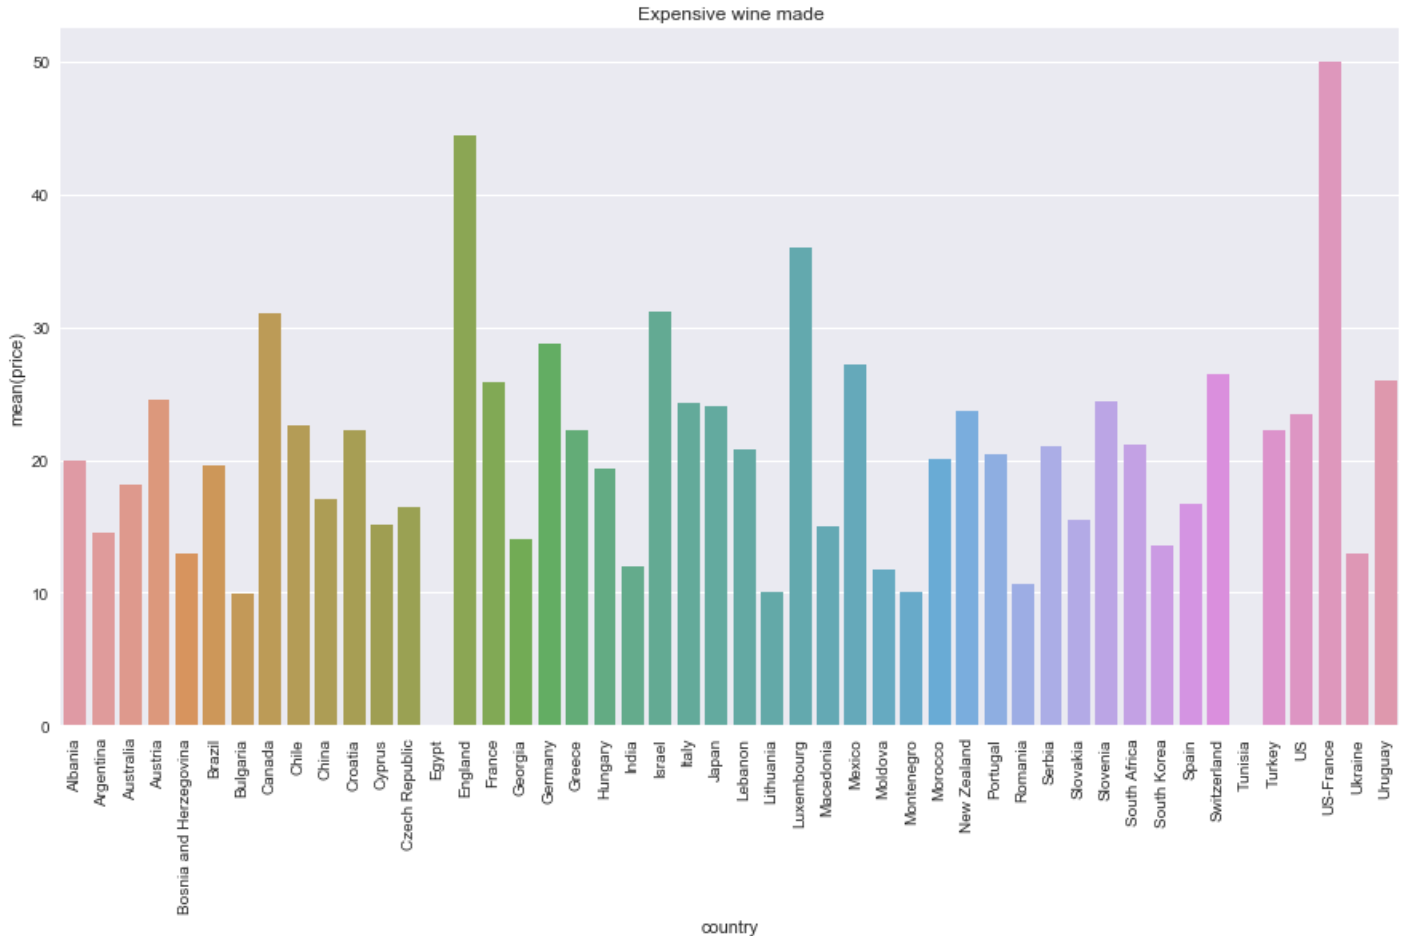 Expensive wine made
50
40
30
20
10
0
mean(price)
Albania
Argentina
Australia
Austria
Bosnia and Herzegovina
Brazil
Bulgaria
Canada
Chile
China
Croatia
Cyprus
Czech Republic
Egypt
England
France
Georgia
Germany
Greece
Hungary
India
Israel
Italy
Japan
Lebanon
Lithuania
Luxembourg
Macedonia
Mexico
Moldova
Montenegro
Morocco
New Zealand
Portugal
Romania
Serbia
Slovakia
Slovenia
South Africa
South Korea
Spain
Switzerland
Tunisia
Turkey
US
US-France
Ukraine
Uruguay
country